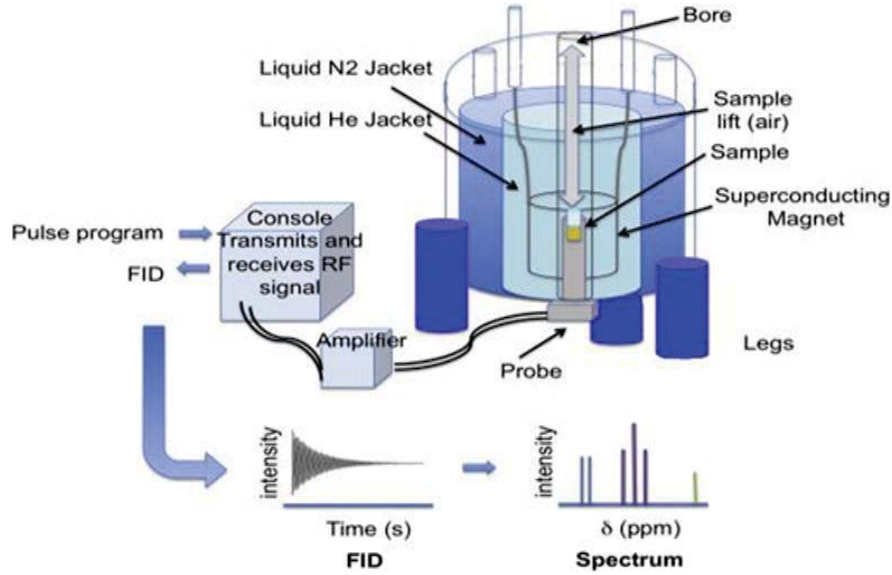 Bore
Liquid N2 Jacket
Liquid He Jacket
Sample
lift (air)
Sample
Superconducting
Magnet
Pulse program
FID
Console
Transmits and
receives RF
signal
Amplifier
Probe
Legs
intensity
Time (s)
FID
intensity
δ (ppm)
Spectrum